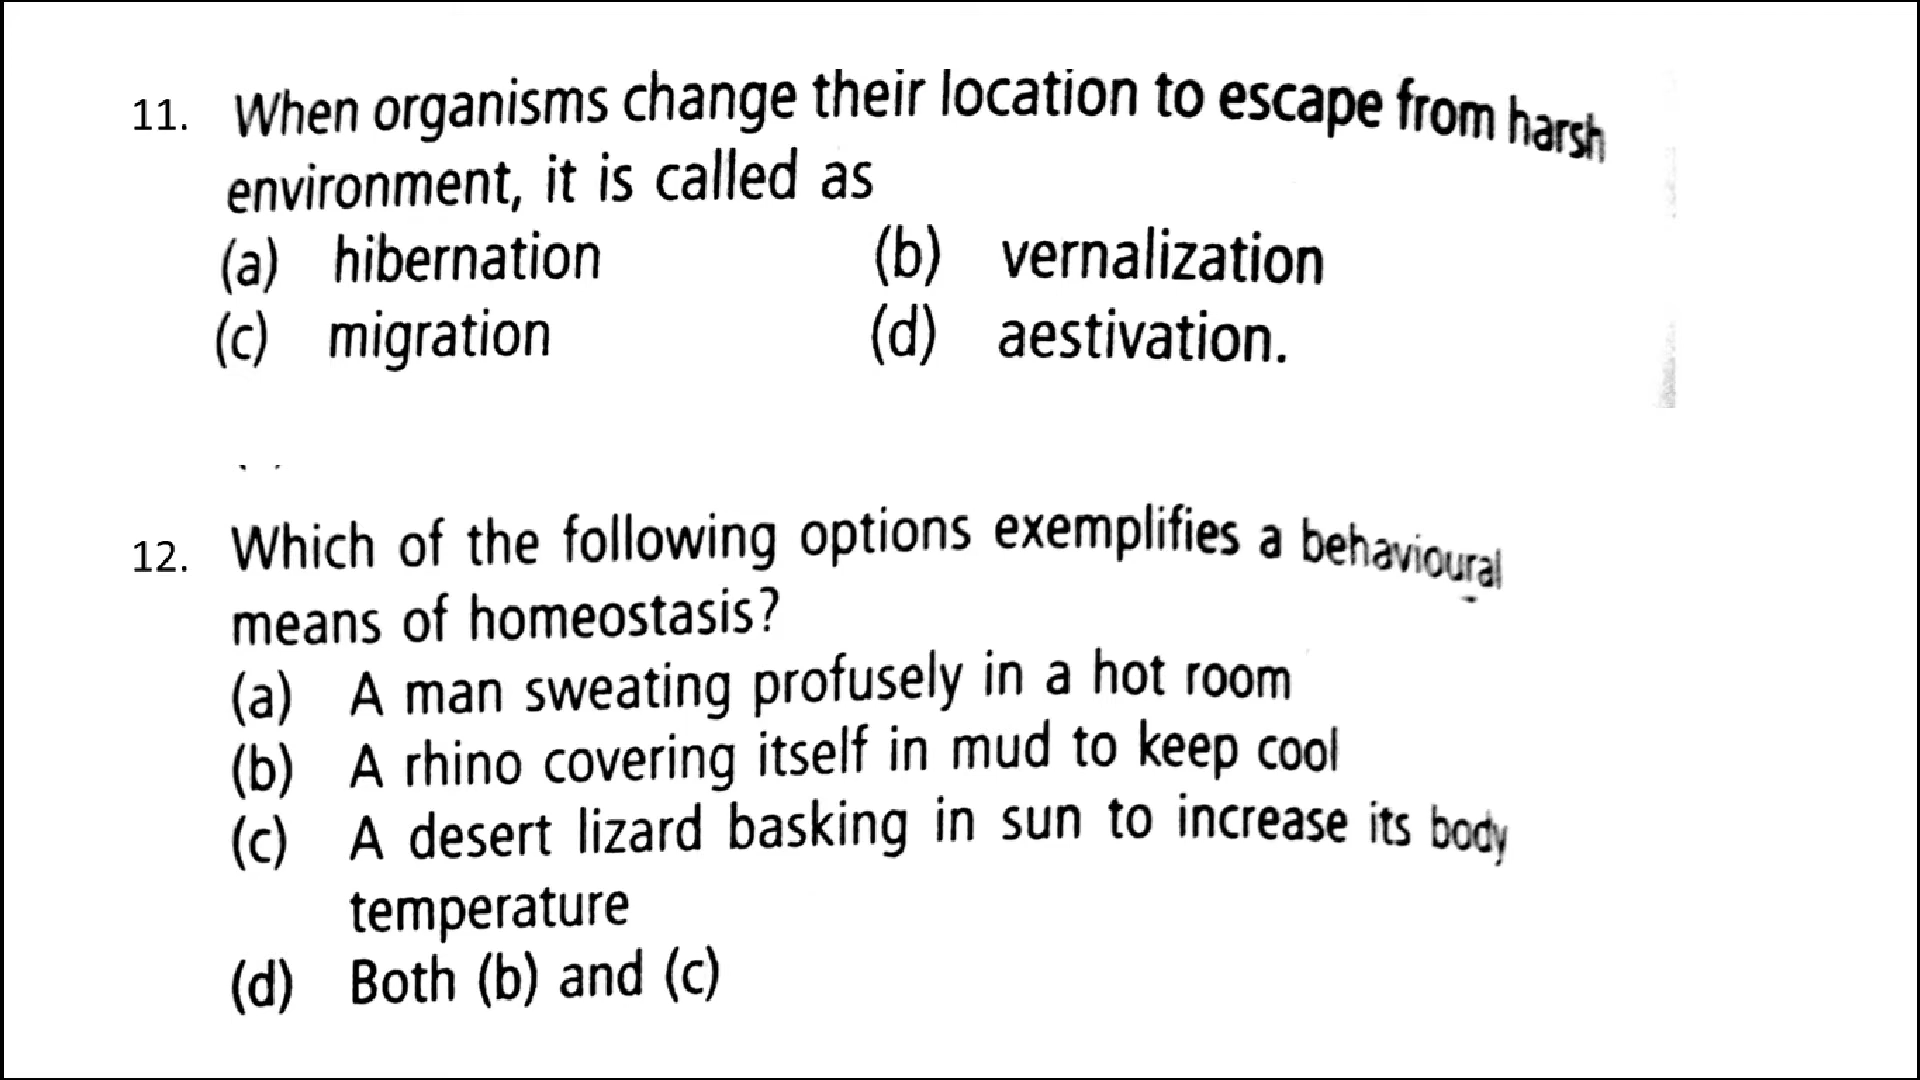 11. When organisms change their location to escape from harsh
environment, it is called as
(a) hibernation (b) vernalization
(c) migration (d) aestivation.
12. Which of the following options exemplifies a behavioural
means of homeostasis?
(a) A man sweating profusely in a hot room
(b) A rhino covering itself in mud to keep cool
(c) A desert lizard basking in sun to increase its body
temperature
(d) Both (b) and (c)